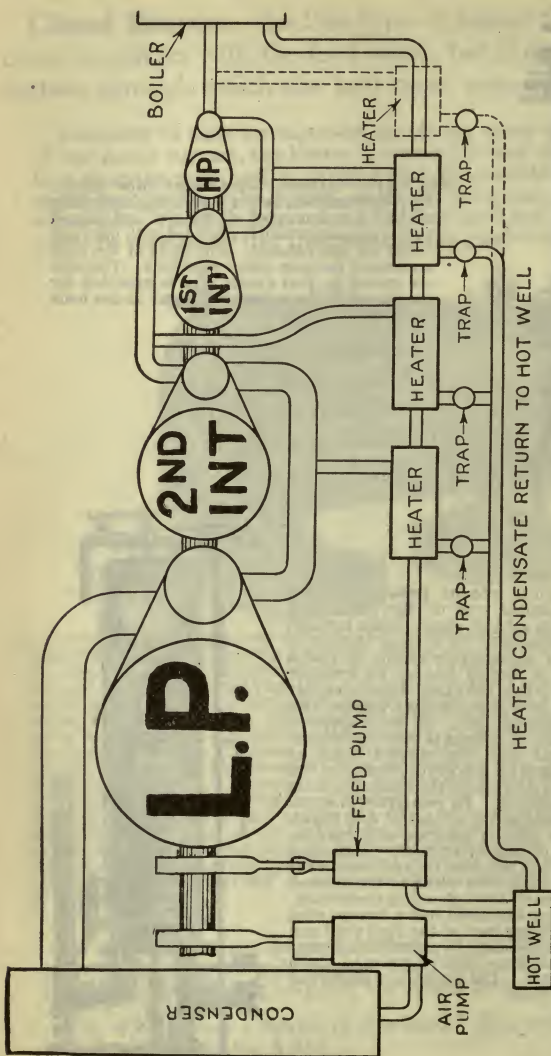 BOILER
HP
1ST
INT
2ND
INT
L.P.
CONDENSER
HEATER
HEATER
HEATER
HEATER
TRAP
TRAP
TRAP
TRAP
FEED PUMP
AIR
PUMP
HOT WELL
HEATER CONDENSATE RETURN TO HOT WELL